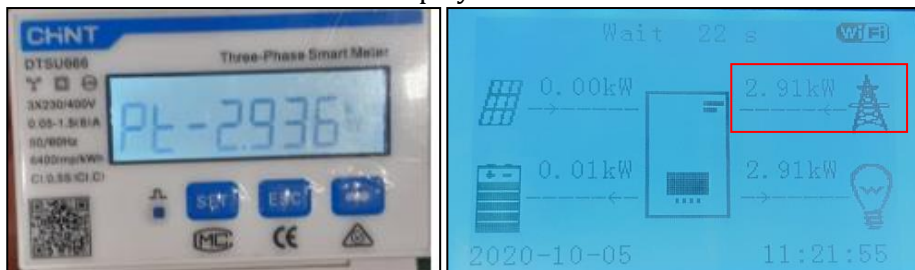 CHNT
DTSU666
Three-Phase Smart Meter
3X230/400V
0.05-1.5(6)A
50/60Hz
6400imp/kWh
Pt-2.936
SET
ESC
MC
CE
Wait 22 s
WiFi
0.00kW
2.91kW
0.01kW
2.91kW
2020-10-05
11:21:55